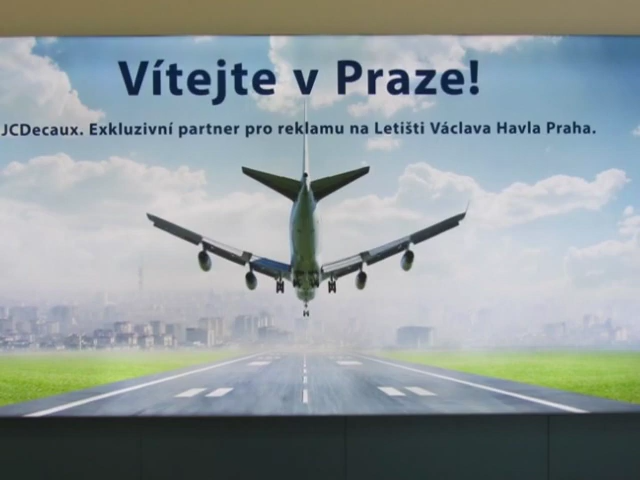 Vítejte v Praze!
JCDecaux. Exkluzivní partner pro reklamu na Letišti Václava Havla Praha.